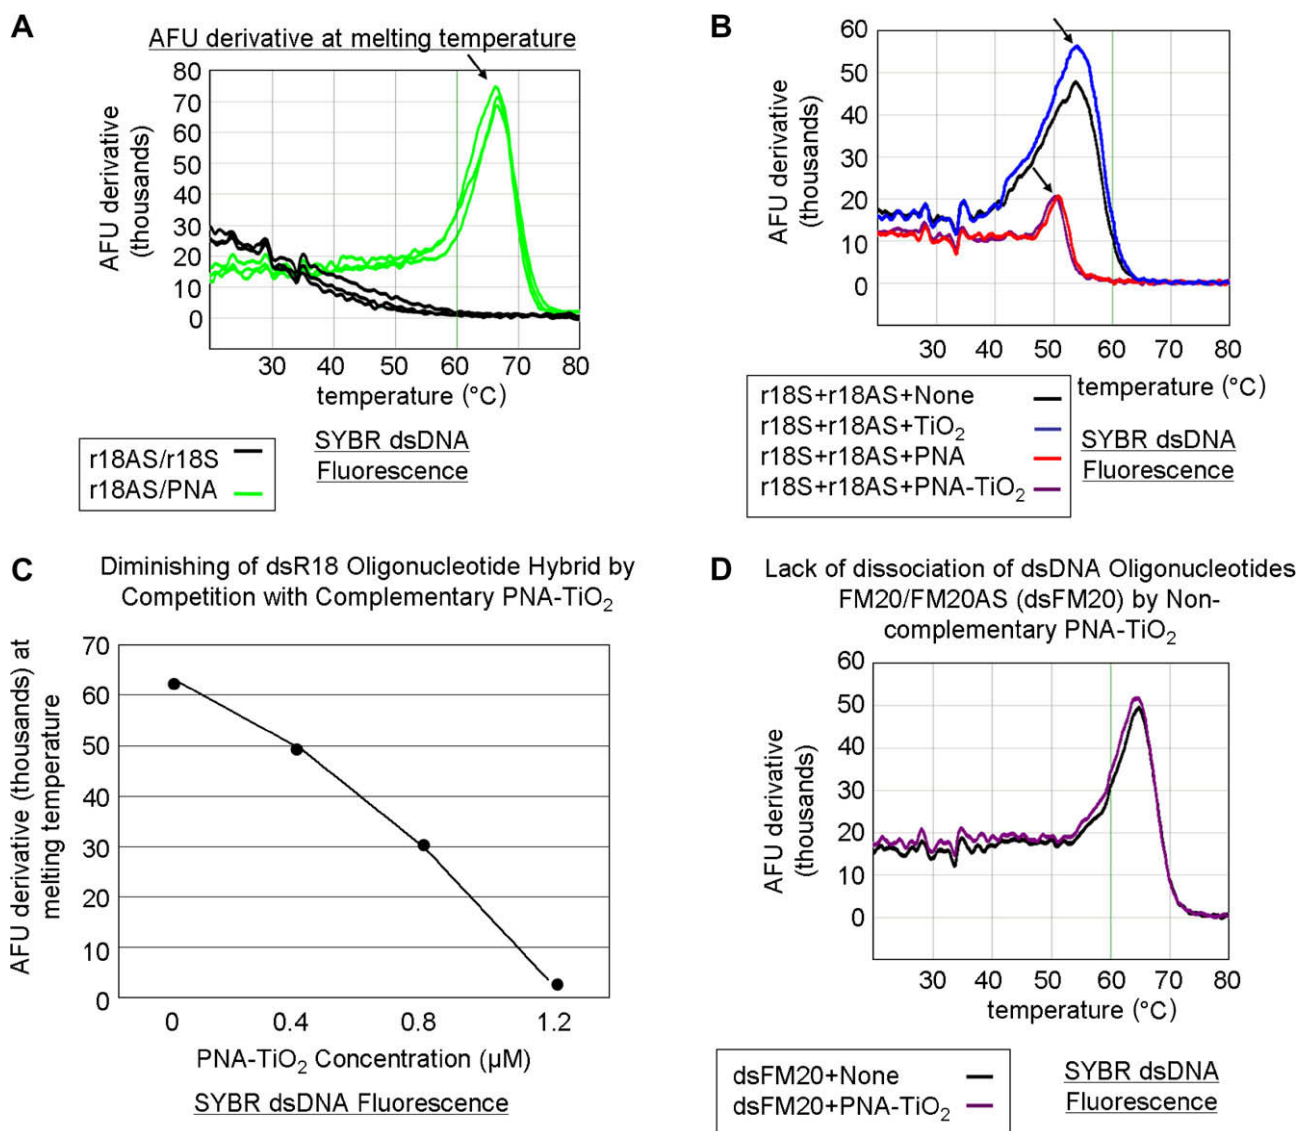 A
AFU derivative at melting temperature
80
70
60
50
40
30
20
10
0
AFU derivative
(thousands)
30 40 50 60 70 80
temperature (°C)
r18AS/r18S
r18AS/PNA
SYBR dsDNA
Fluorescence
B
60
50
40
30
20
10
0
AFU derivative
(thousands)
30 40 50 60 70 80
temperature (°C)
r18S+r18AS+None
r18S+r18AS+TiO₂
r18S+r18AS+PNA
r18S+r18AS+PNA-TiO₂
SYBR dsDNA
Fluorescence
C
Diminishing of dsR18 Oligonucleotide Hybrid by
Competition with Complementary PNA-TiO₂
70
60
50
40
30
20
10
0
AFU derivative (thousands) at
melting temperature
0 0.4 0.8 1.2
PNA-TiO₂ Concentration (µM)
SYBR dsDNA Fluorescence
D
Lack of dissociation of dsDNA Oligonucleotides
FM20/FM20AS (dsFM20) by Non-
complementary PNA-TiO₂
60
50
40
30
20
10
0
AFU derivative
(thousands)
30 40 50 60 70 80
temperature (°C)
dsFM20+None
dsFM20+PNA-TiO₂
SYBR dsDNA
Fluorescence